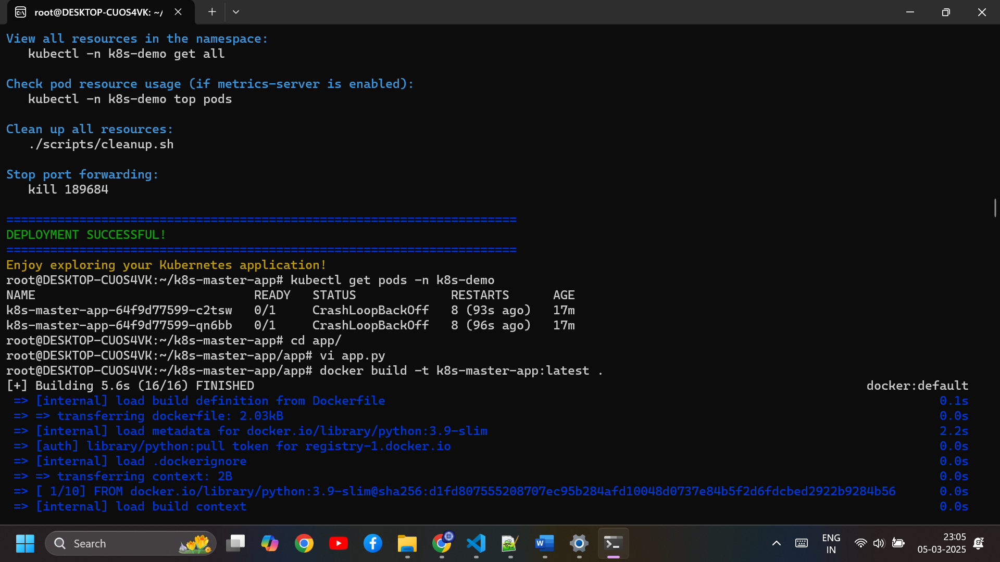 root@DESKTOP-CUOS4VK: ~/
View all resources in the namespace:
kubectl -n k8s-demo get all
Check pod resource usage (if metrics-server is enabled):
kubectl -n k8s-demo top pods
Clean up all resources:
./scripts/cleanup.sh
Stop port forwarding:
kill 189684
======================================================================
DEPLOYMENT SUCCESSFUL!
======================================================================
Enjoy exploring your Kubernetes application!
root@DESKTOP-CUOS4VK:~/k8s-master-app# kubectl get pods -n k8s-demo
NAME READY STATUS RESTARTS AGE
k8s-master-app-64f9d77599-c2tsw 0/1 CrashLoopBackOff 8 (93s ago) 17m
k8s-master-app-64f9d77599-qn6bb 0/1 CrashLoopBackOff 8 (96s ago) 17m
root@DESKTOP-CUOS4VK:~/k8s-master-app# cd app/
root@DESKTOP-CUOS4VK:~/k8s-master-app/app# vi app.py
root@DESKTOP-CUOS4VK:~/k8s-master-app/app# docker build -t k8s-master-app:latest .
[+] Building 5.6s (16/16) FINISHED docker:default
=> [internal] load build definition from Dockerfile 0.1s
=> => transferring dockerfile: 2.03kB 0.0s
=> [internal] load metadata for docker.io/library/python:3.9-slim 2.2s
=> [auth] library/python:pull token for registry-1.docker.io 0.0s
=> [internal] load .dockerignore 0.0s
=> => transferring context: 2B 0.0s
=> [ 1/10] FROM docker.io/library/python:3.9-slim@sha256:d1fd807555208707ec95b284afd10048d0737e84b5f2d6fdcbed2922b9284b56 0.0s
=> [internal] load build context 0.0s
Search
ENG
IN
23:05
05-03-2025